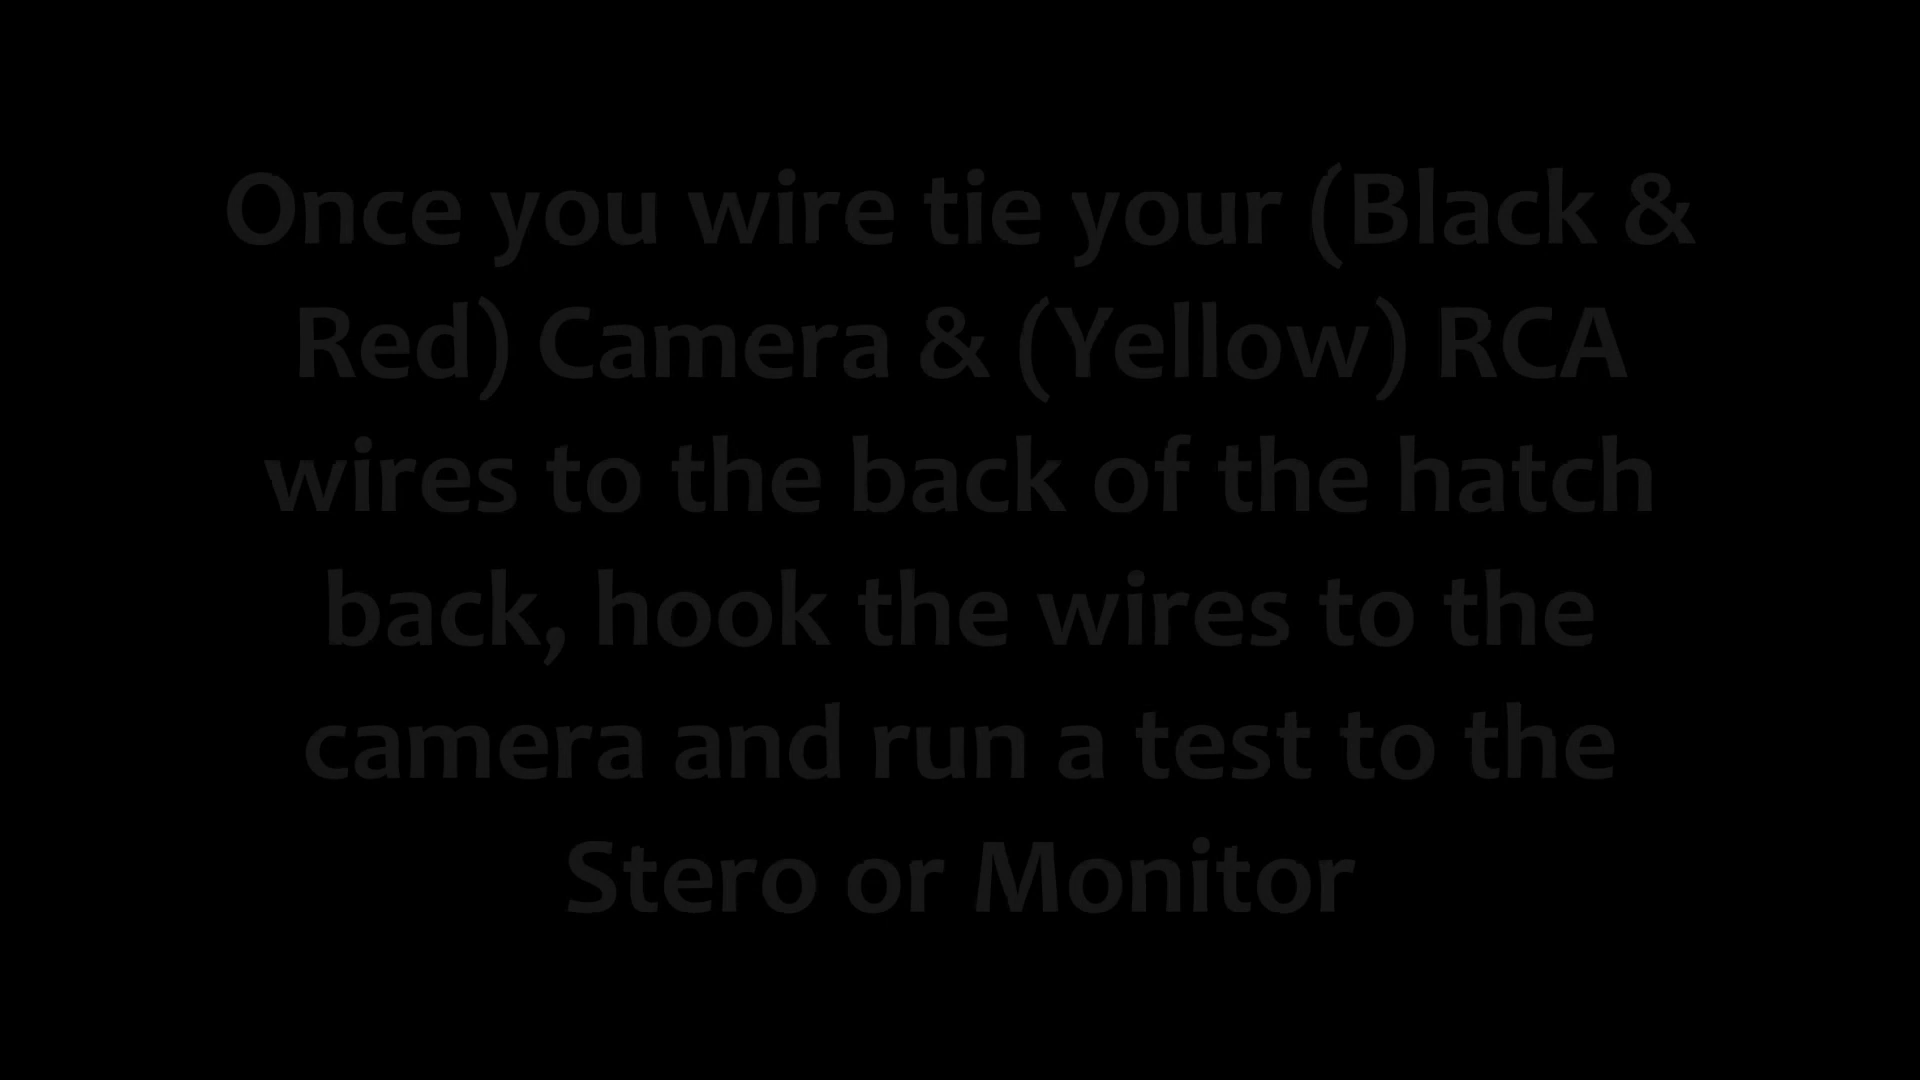 Once you wire tie your (Black &
Red) Camera & (Yellow) RCA
wires to the back of the hatch
back, hook the wires to the
camera and run a test to the
Stero or Monitor